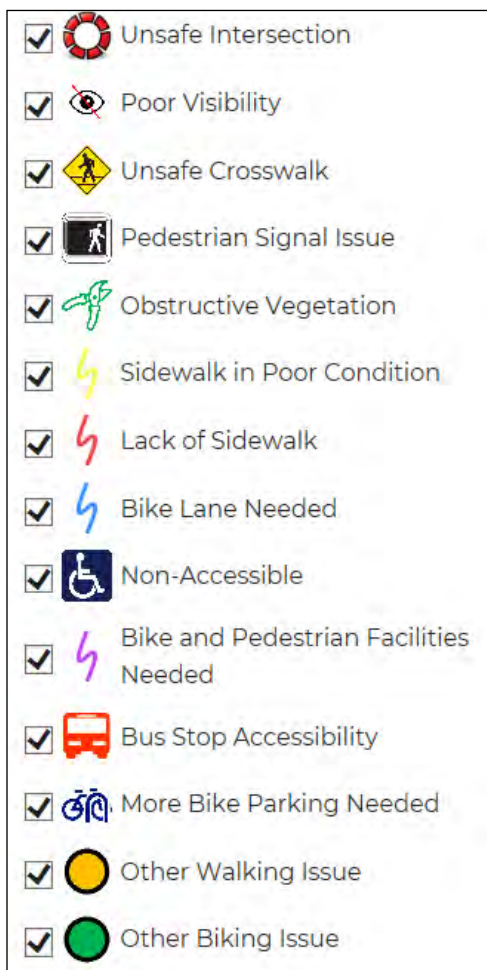 Unsafe Intersection
Poor Visibility
Unsafe Crosswalk
Pedestrian Signal Issue
Obstructive Vegetation
Sidewalk in Poor Condition
Lack of Sidewalk
Bike Lane Needed
Non-Accessible
Bike and Pedestrian Facilities
Needed
Bus Stop Accessibility
More Bike Parking Needed
Other Walking Issue
Other Biking Issue